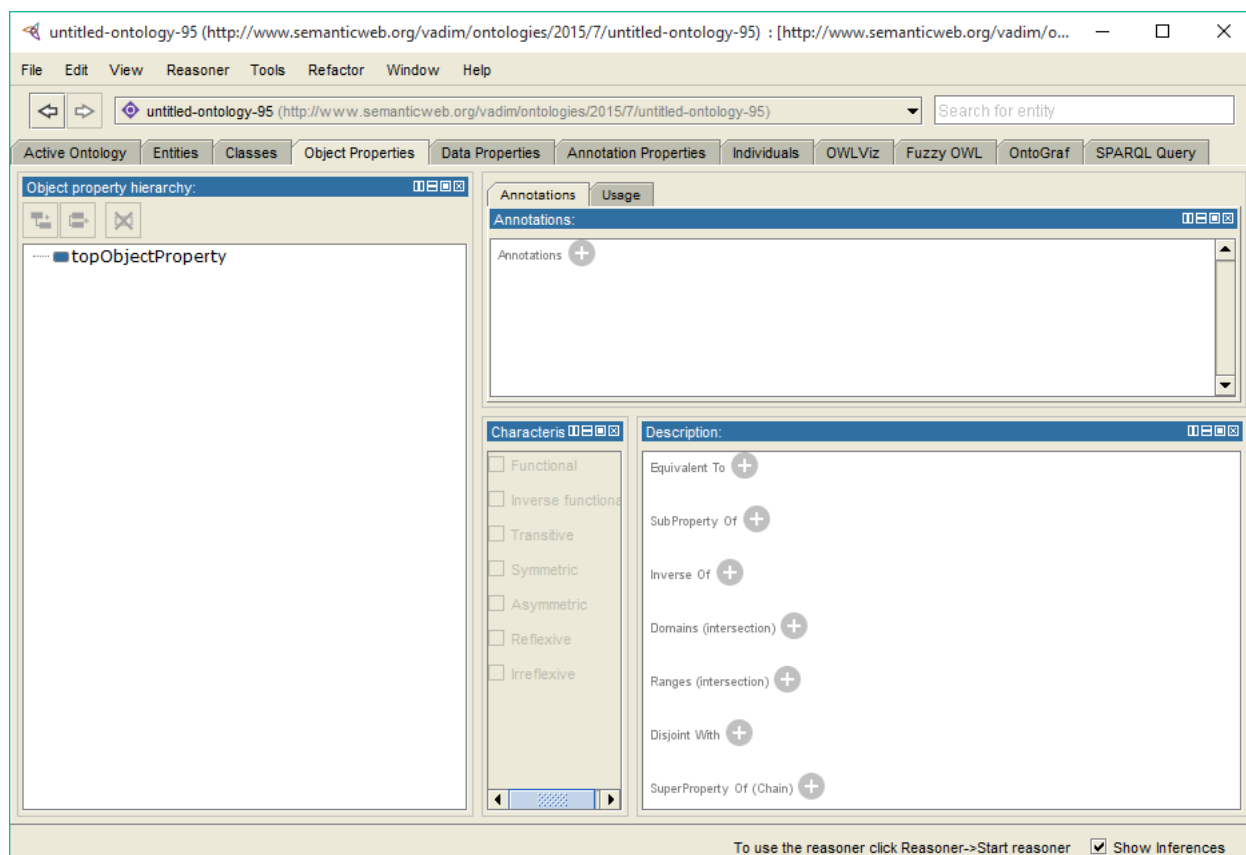 untitled-ontology-95 (http://www.semanticweb.org/vadim/ontologies/2015/7/untitled-ontology-95) : [http://www.semanticweb.org/vadim/o...
File Edit View Reasoner Tools Refactor Window Help
untitled-ontology-95 (http://www.semanticweb.org/vadim/ontologies/2015/7/untitled-ontology-95) Search for entity
Active Ontology Entities Classes Object Properties Data Properties Annotation Properties Individuals OWLViz Fuzzy OWL OntoGraf SPARQL Query
Object property hierarchy:
topObjectProperty
Annotations Usage
Annotations:
Annotations
Characteris
Functional
Inverse functiona
Transitive
Symmetric
Asymmetric
Reflexive
Irreflexive
Description:
Equivalent To
SubProperty Of
Inverse Of
Domains (intersection)
Ranges (intersection)
Disjoint With
SuperProperty Of (Chain)
To use the reasoner click Reasoner->Start reasoner Show Inferences